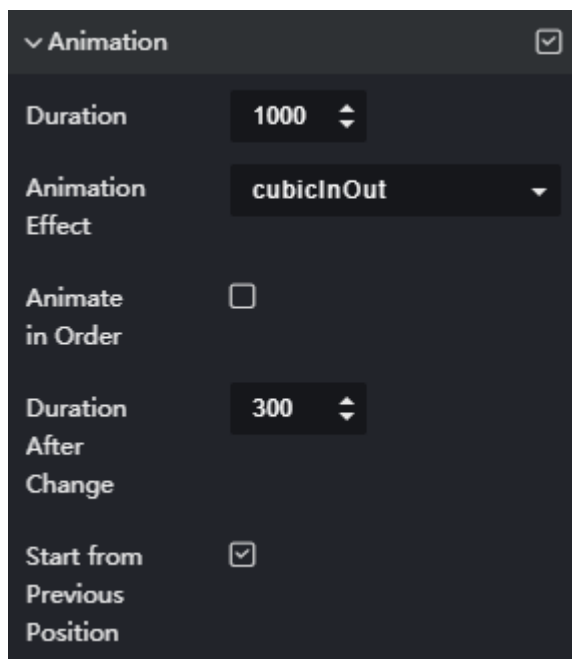 Animation
Duration 1000
Animation cubicInOut
Effect
Animate
in Order
Duration 300
After
Change
Start from
Previous
Position